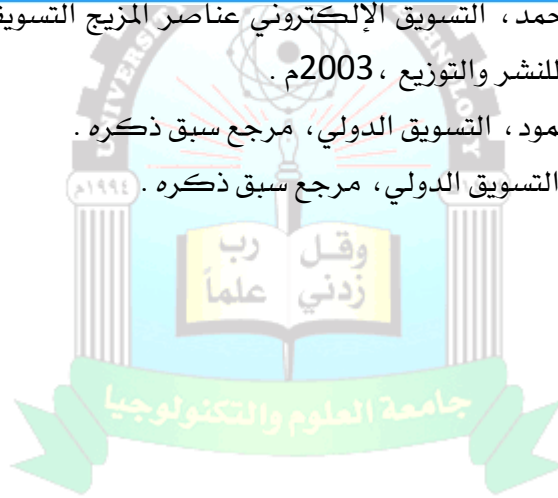 حمد، التسويق الإلكتروني عناصر المزيج التسويق
للنشر والتوزيع ، 2003م .
مود، التسويق الدولي، مرجع سبق ذكره .
التسويق الدولي، مرجع سبق ذكره .
١٩٩٤م
وقل رب
زدني علماً
جامعة العلوم والتكنولوجيا